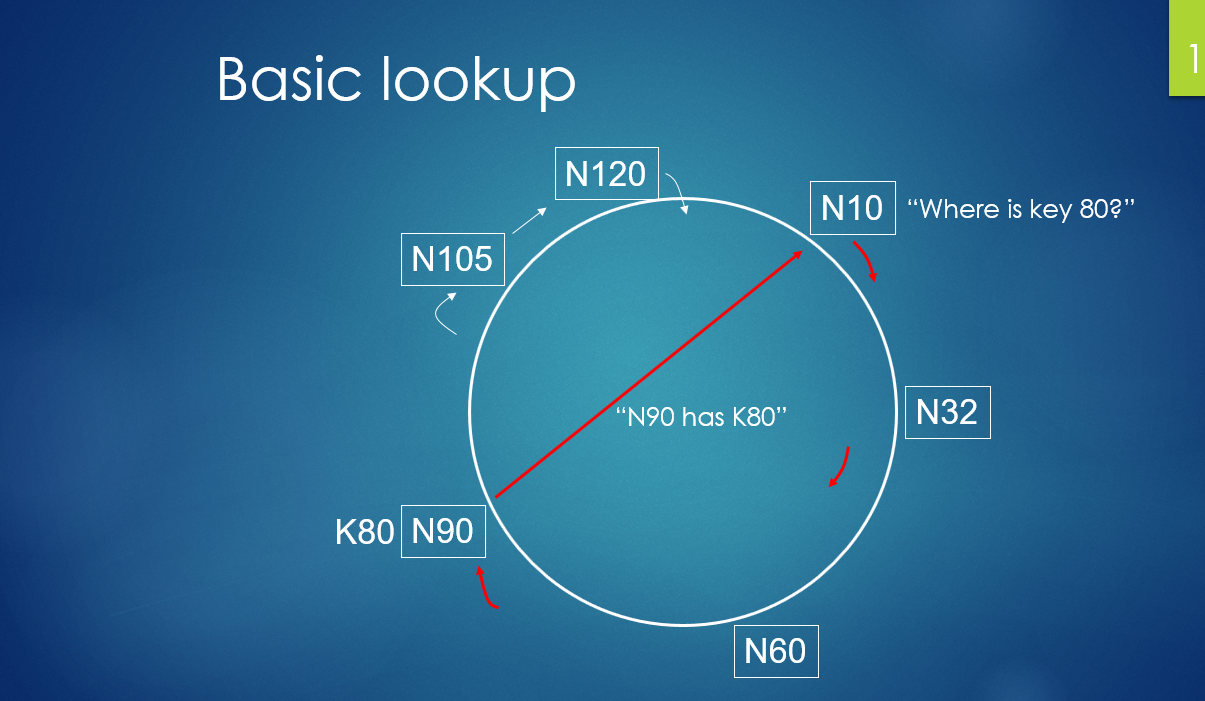 1
Basic lookup
N120
N10 “Where is key 80?”
N105
N32
“N90 has K80”
K80 N90
N60